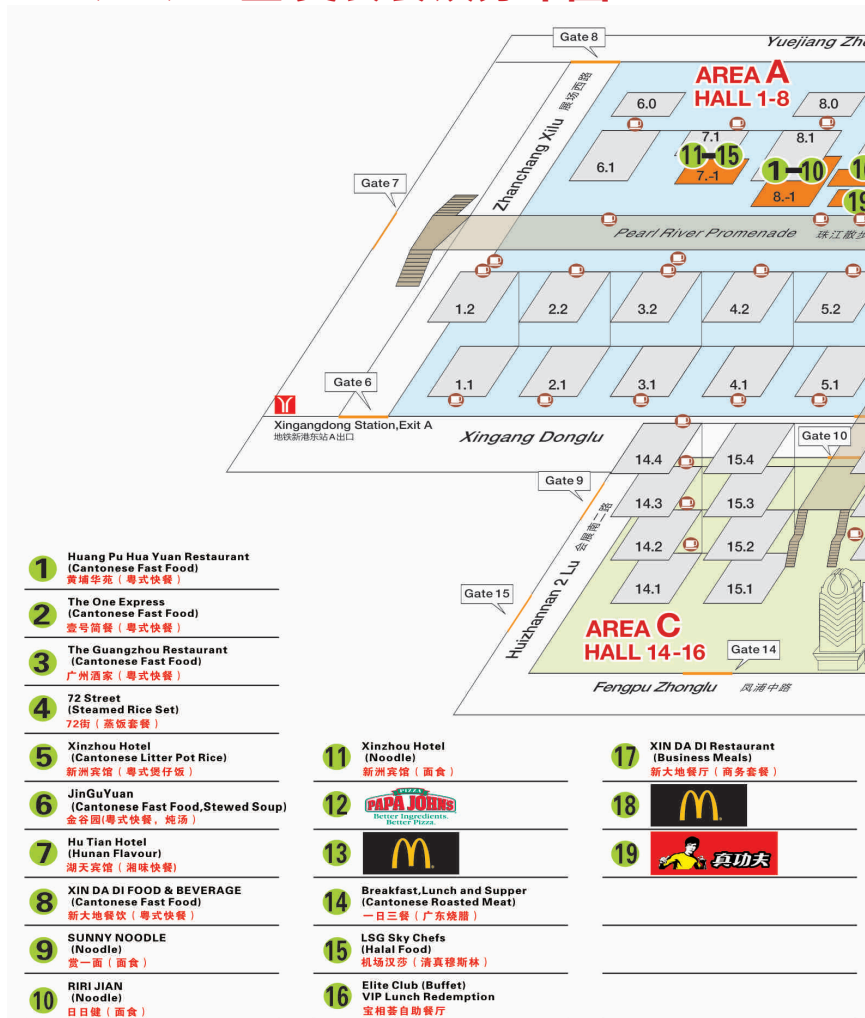 Gate 8
Yuejiang Zh
AREA A
HALL 1-8
展场西路
Zhanchang Xilu
6.0
8.0
7.1
8.1
6.1
11-15
1-10
7.-1
8.-1
19
Gate 7
Pearl River Promenade 珠江散步
1.2
2.2
3.2
4.2
5.2
1.1
2.1
3.1
4.1
5.1
Gate 6
Xingangdong Station,Exit A
地铁新港东站A出口
Xingang Donglu
Gate 10
14.4
15.4
Gate 9
14.3
15.3
会展南二路
Huizhannan 2 Lu
14.2
15.2
14.1
15.1
Gate 15
AREA C
HALL 14-16
Gate 14
Fengpu Zhonglu 凤浦中路
1
Huang Pu Hua Yuan Restaurant
(Cantonese Fast Food)
黄埔华苑（粤式快餐）
2
The One Express
(Cantonese Fast Food)
壹号简餐（粤式快餐）
3
The Guangzhou Restaurant
(Cantonese Fast Food)
广州酒家（粤式快餐）
4
72 Street
(Steamed Rice Set)
72街（蒸饭套餐）
5
Xinzhou Hotel
(Cantonese Litter Pot Rice)
新洲宾馆（粤式煲仔饭）
6
JinGuYuan
(Cantonese Fast Food,Stewed Soup)
金谷园(粤式快餐，炖汤）
7
Hu Tian Hotel
(Hunan Flavour)
湖天宾馆（湘味快餐)
8
XIN DA DI FOOD & BEVERAGE
(Cantonese Fast Food)
新大地餐饮（粤式快餐）
9
SUNNY NOODLE
(Noodle)
赏一面（面食）
10
RIRI JIAN
(Noodle)
日日健（面食）
11
Xinzhou Hotel
(Noodle)
新洲宾馆（面食）
12
PIZZA
PAPA JOHNS
Better Ingredients.
Better Pizza.
13
14
Breakfast,Lunch and Supper
(Cantonese Roasted Meat)
一日三餐（广东烧腊）
15
LSG Sky Chefs
(Halal Food)
机场汉莎（清真穆斯林）
16
Elite Club (Buffet)
VIP Lunch Redemption
宝相荟自助餐厅
17
XIN DA DI Restaurant
(Business Meals)
新大地餐厅（商务套餐）
18
19
真功夫